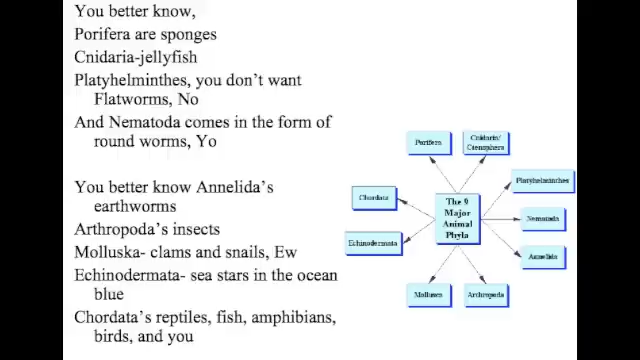 You better know,
Porifera are sponges
Cnidaria-jellyfish
Platyhelminthes, you don't want
Flatworms, No
And Nematoda comes in the form of
round worms, Yo
You better know Annelida's
earthworms
Arthropoda's insects
Molluska- clams and snails, Ew
Echinodermata- sea stars in the ocean
blue
Chordata's reptiles, fish, amphibians,
birds, and you
Porifera
Cnidaria/
Ctenophera
Platyhelminthes
Chordata
The 9
Major
Animal
Phyla
Nematoda
Echinodermata
Annelida
Mollusca
Arthropoda